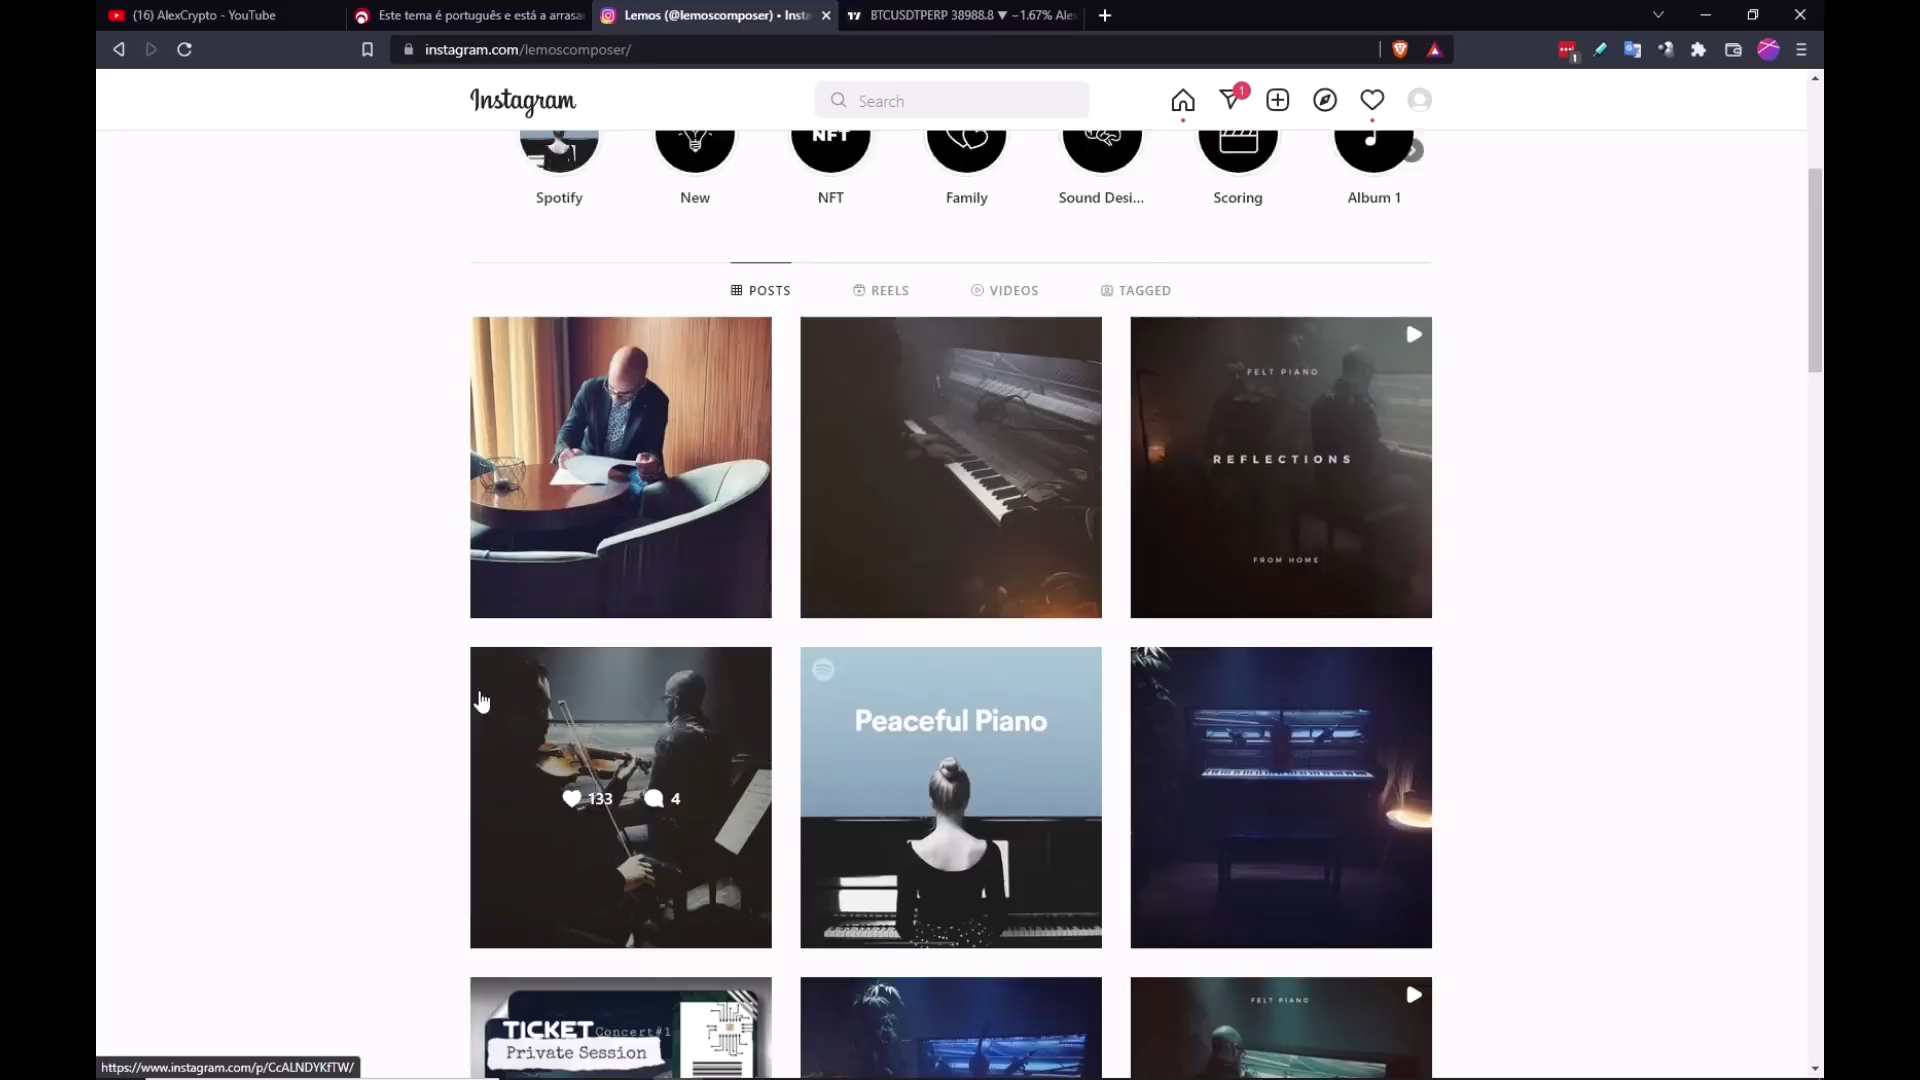 (16) AlexCrypto - YouTube
Este tema é português e está a arrasa
Lemos (@lemoscomposer) • Insta
BTCUSDTPERP 38988.8 ▼ −1.67% Ale
instagram.com/lemoscomposer/
1
Instagram
Search
1
NFT
Spotify
New
NFT
Family
Sound Desi...
Scoring
Album 1
POSTS
REELS
VIDEOS
TAGGED
FELT PIANO
REFLECTIONS
FROM HOME
133
4
Peaceful Piano
TICKET Concert#1
Private Session
FELT PIANO
https://www.instagram.com/p/CcALNDYKfTW/